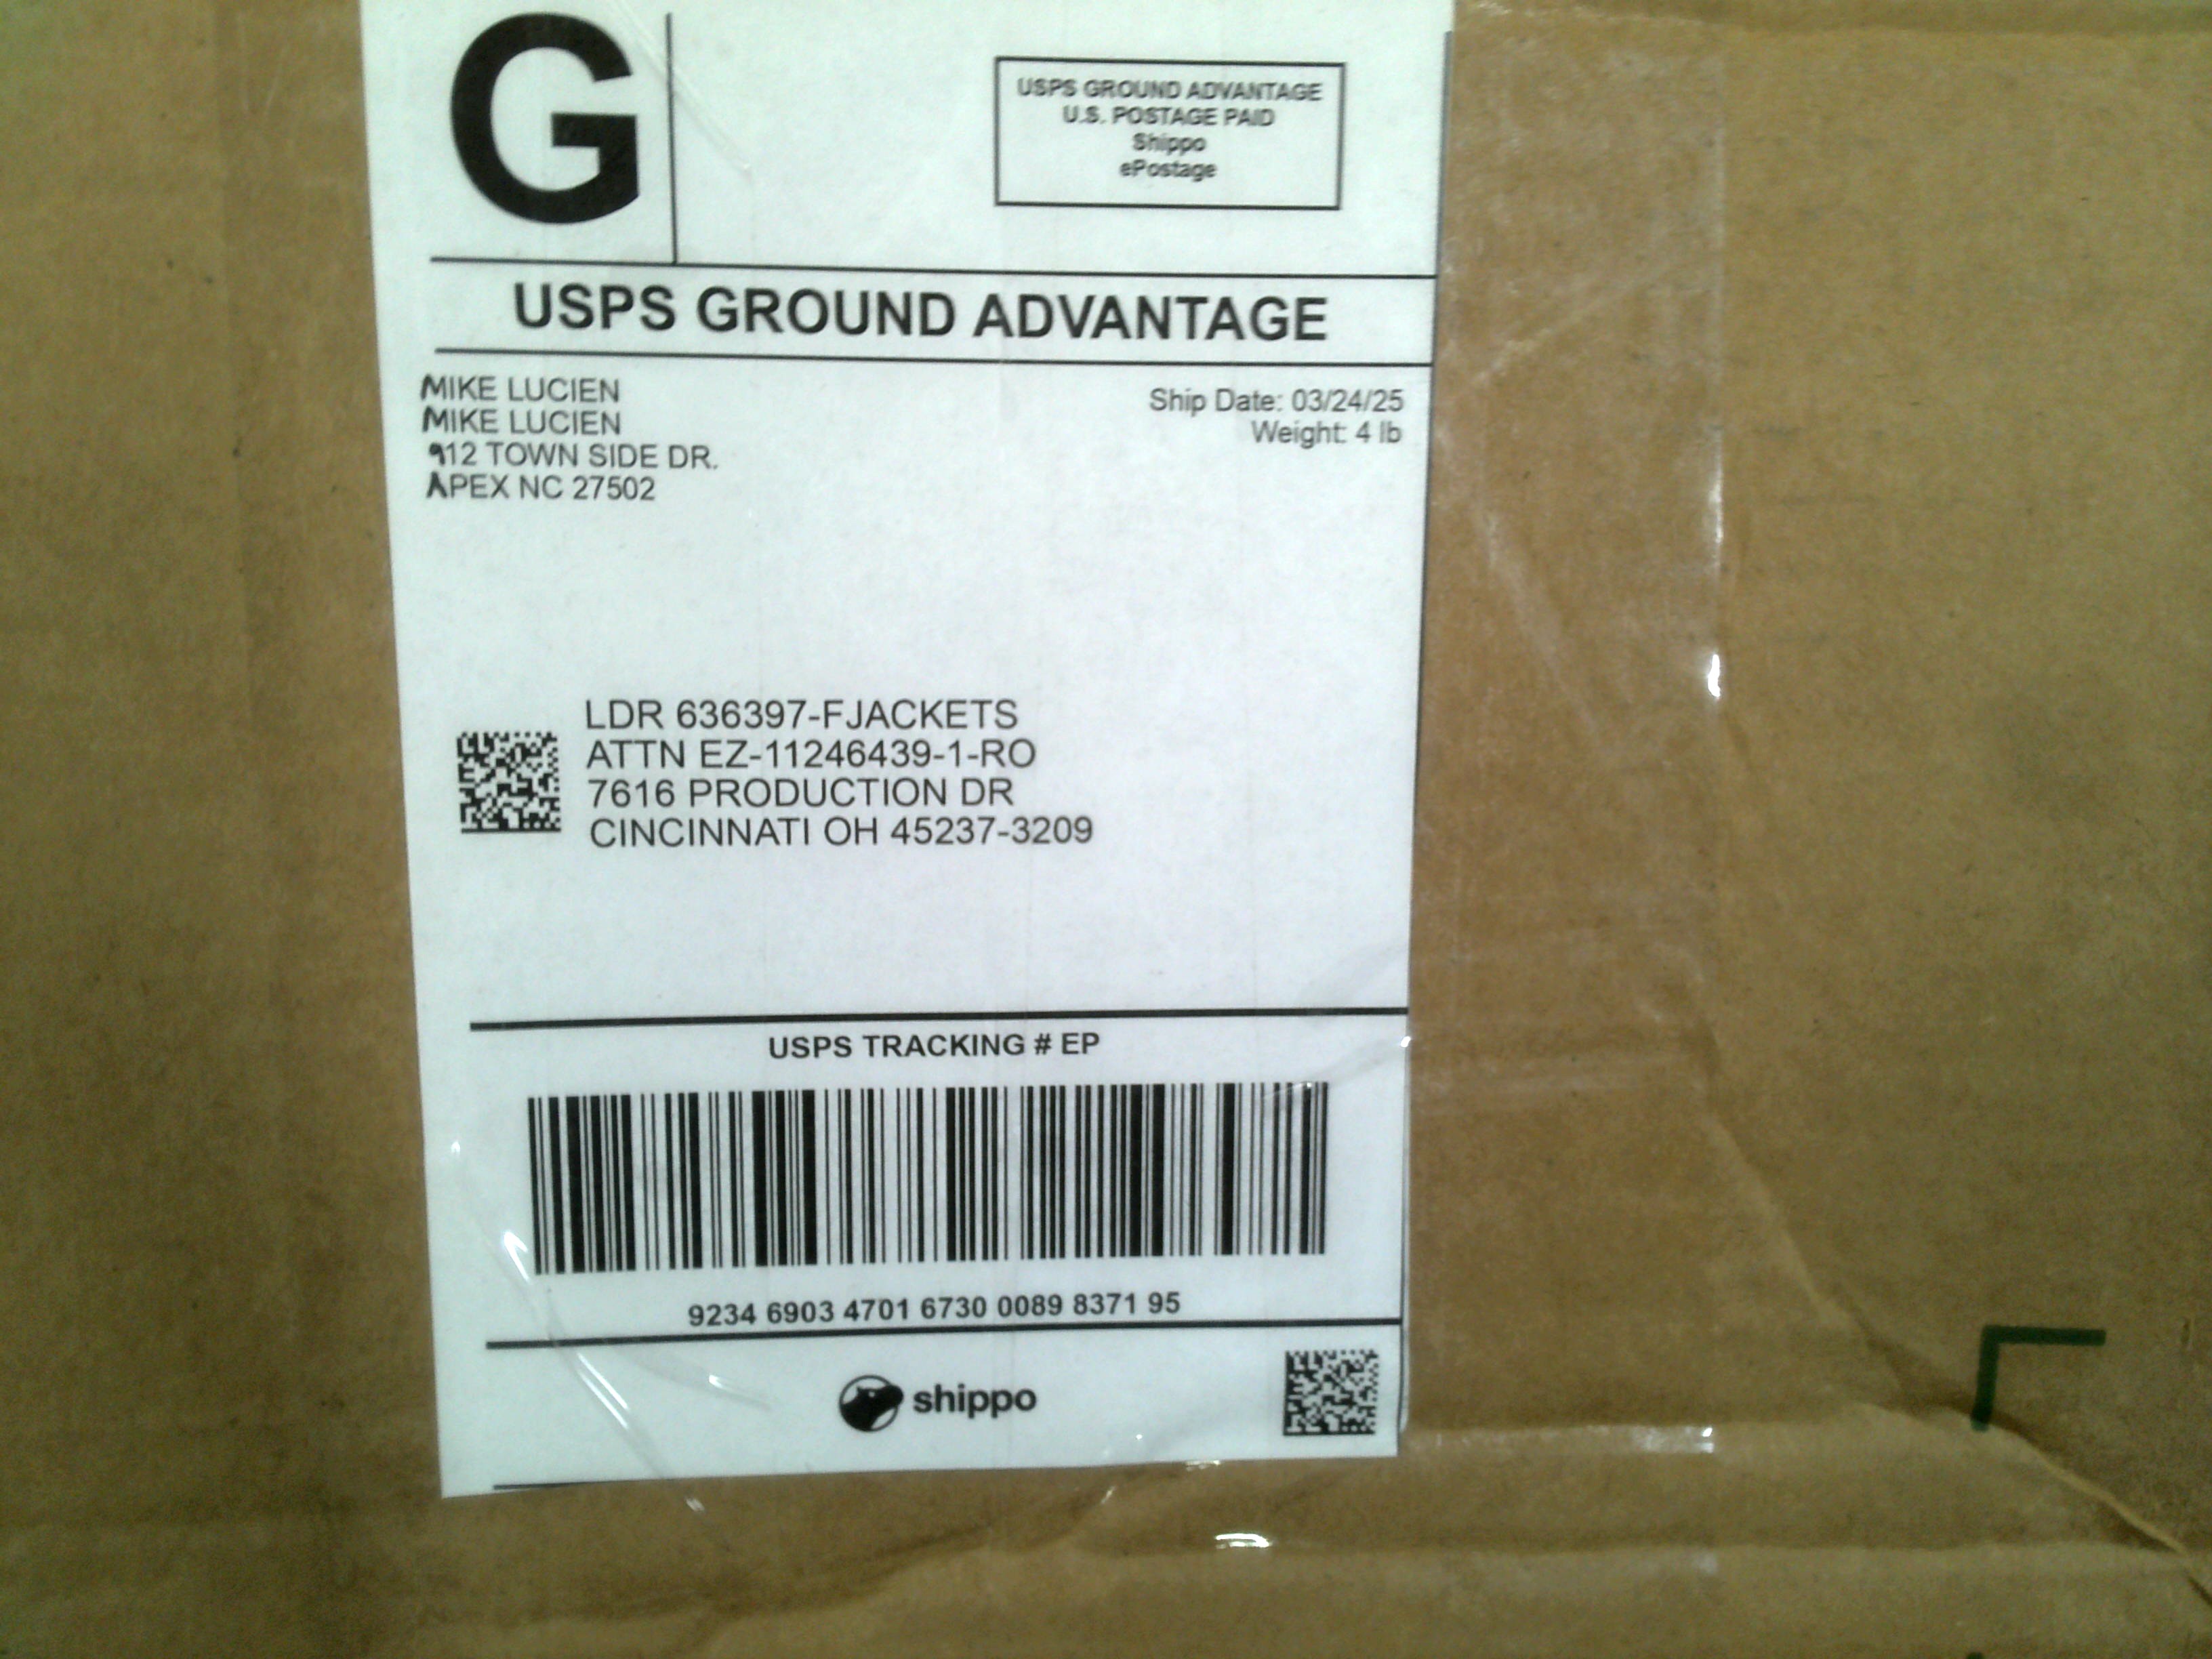 G
USPS GROUND ADVANTAGE
U.S. POSTAGE PAID
Shippo
ePostage
USPS GROUND ADVANTAGE
MIKE LUCIEN
MIKE LUCIEN
912 TOWN SIDE DR.
APEX NC 27502
Ship Date: 03/24/25
Weight: 4 lb
LDR 636397-FJACKETS
ATTN EZ-11246439-1-RO
7616 PRODUCTION DR
CINCINNATI OH 45237-3209
USPS TRACKING # EP
9234 6903 4701 6730 0089 8371 95
shippo